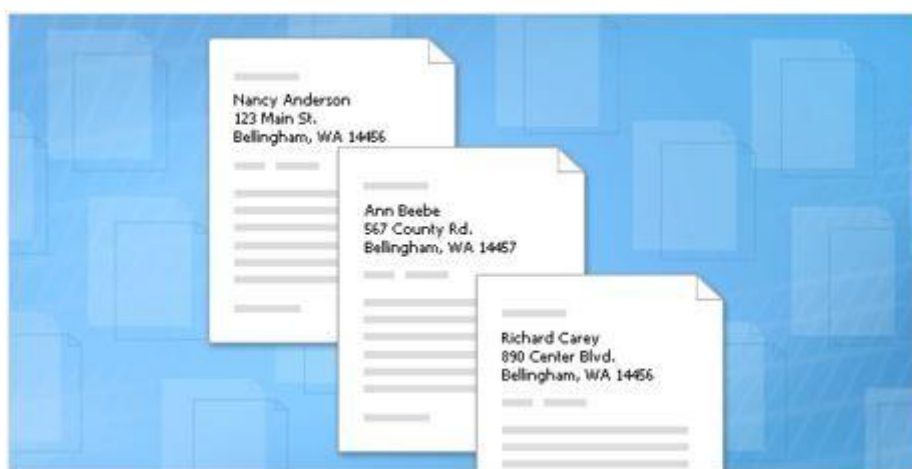 Nancy Anderson
123 Main St.
Bellingham, WA 14456
Ann Beebe
567 County Rd.
Bellingham, WA 14457
Richard Carey
890 Center Blvd.
Bellingham, WA 14456